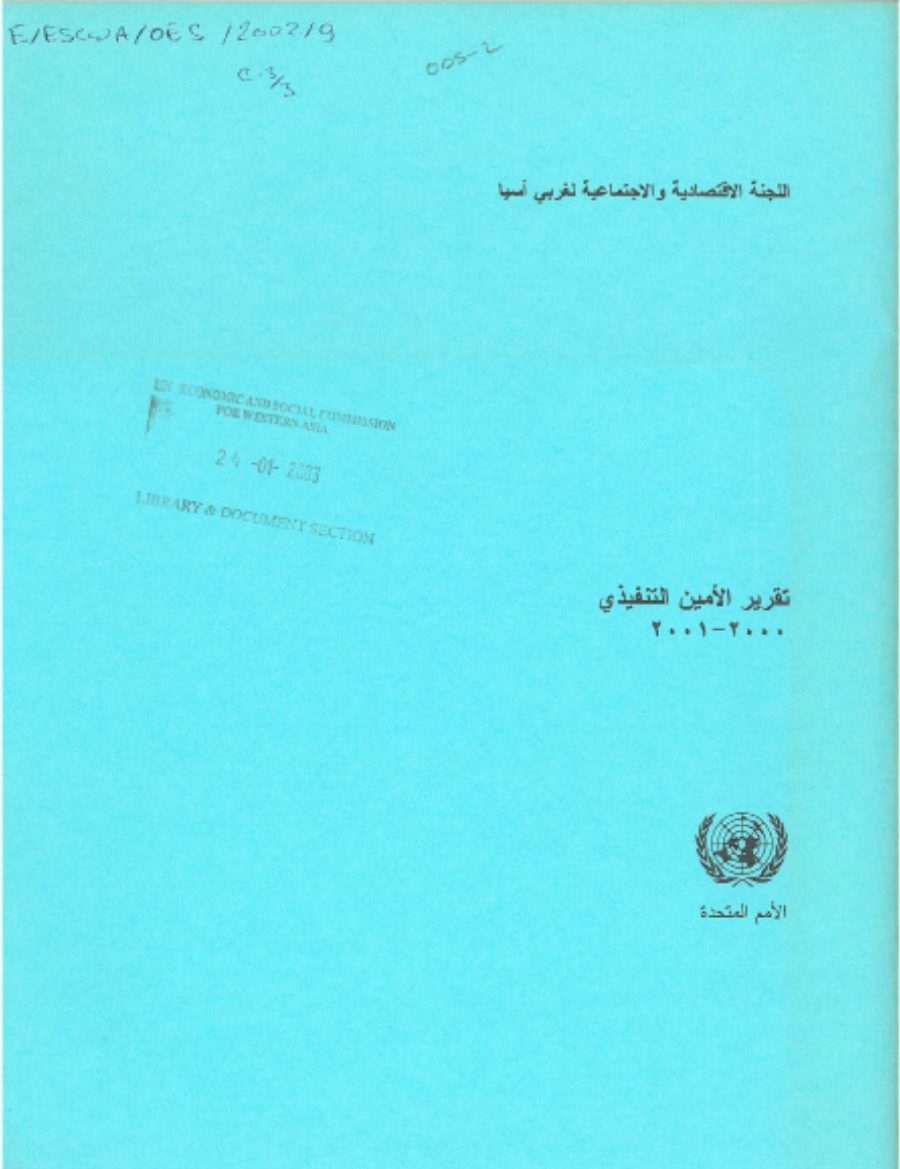 E/ESCWA/OES/2002/9
C.3/3
005-2
اللجنة الاقتصادية والاجتماعية لغربي آسيا
UN ECONOMIC AND SOCIAL COMMISSION
FOR WESTERN ASIA
24 -01- 2003
LIBRARY & DOCUMENT SECTION
تقرير الأمين التنفيذي
٢٠٠٠-٢٠٠١
الأمم المتحدة